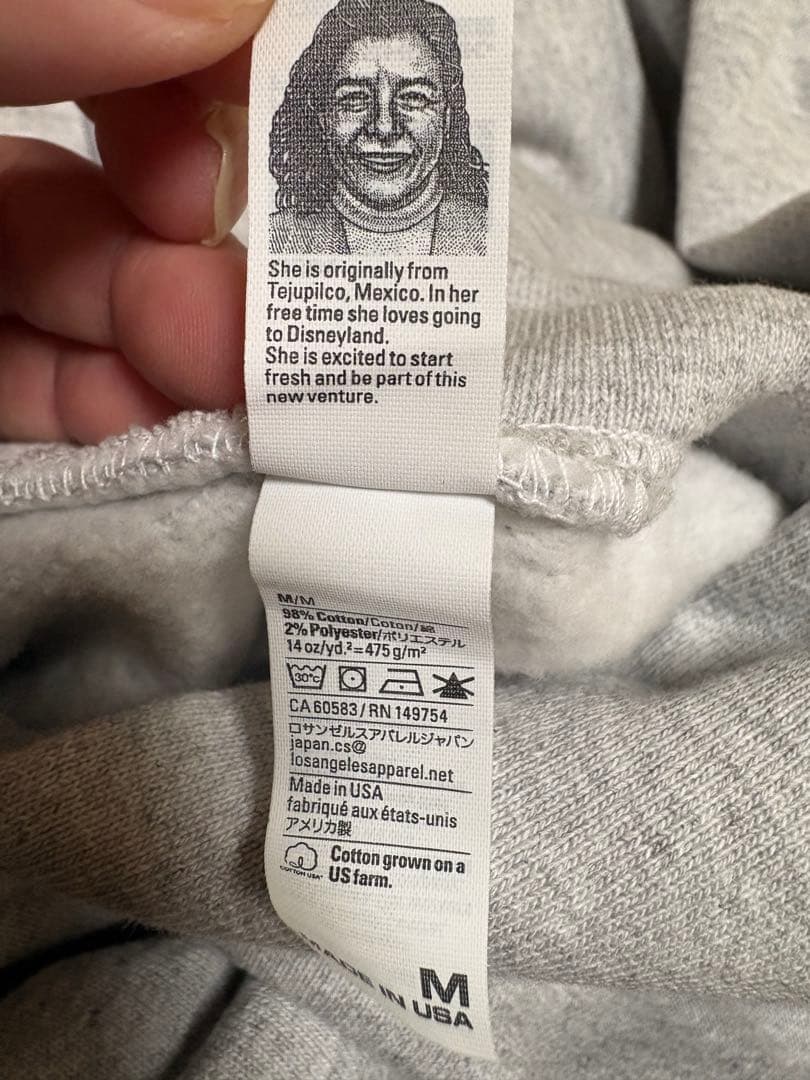 She is originally from
Tejupilco, Mexico. In her
free time she loves going
to Disneyland.
She is excited to start
fresh and be part of this
new venture.
M/M
98% Cotton/Coton/綿
2% Polyester/ポリエステル
14 oz/yd.²=475 g/m²
30°C
CA 60583 / RN 149754
ロサンゼルスアパレルジャパン
japan.cs@
losangelesapparel.net
Made in USA
fabriqué aux états-unis
アメリカ製
COTTON USA
Cotton grown on a
US farm.
M
MADE IN USA